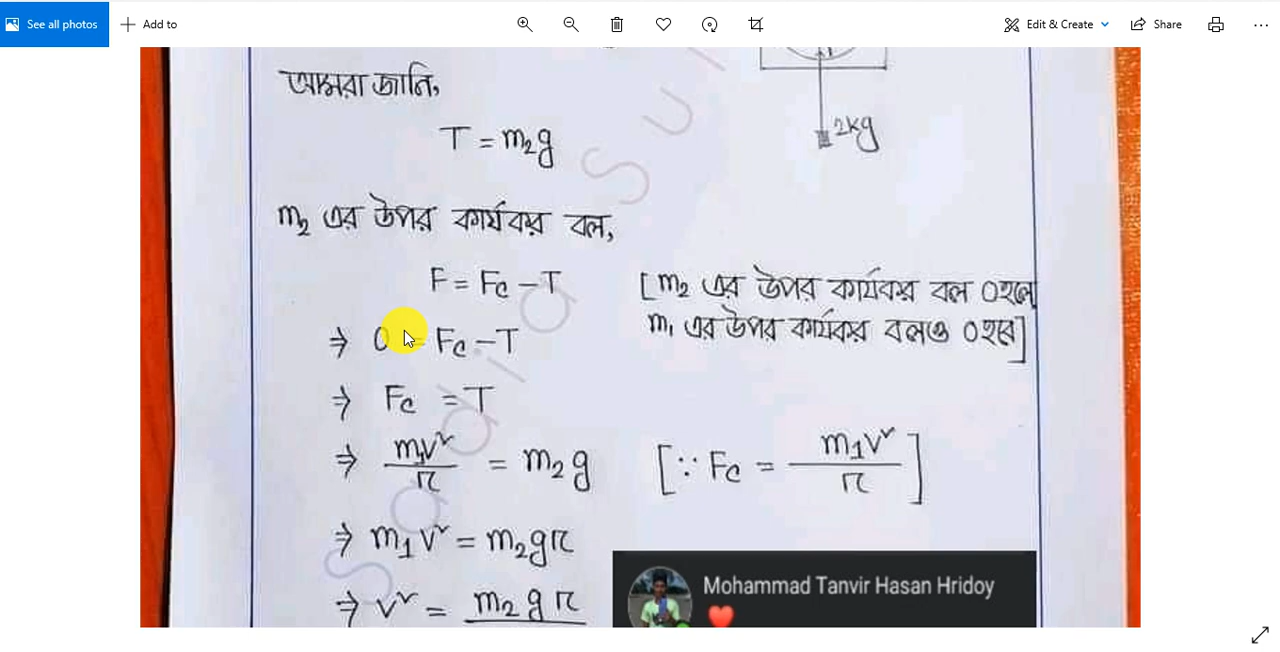 See all photos
Add to
Edit & Create
Share
আমরা জানি,
T = m₂g
2kg
m₂ এর উপর কার্যকর বল,
F = Fc - T
[m₂ এর উপর কার্যকর বল 0 হলে
m₁ এর উপর কার্যকর বলও 0 হবে]
⇒ 0 = Fc - T
⇒ Fc = T
⇒ m₁v²/r = m₂g [∵ Fc = m₁v²/r]
⇒ m₁v² = m₂gr
⇒ v² = m₂gr
Mohammad Tanvir Hasan Hridoy
Sadia Sul